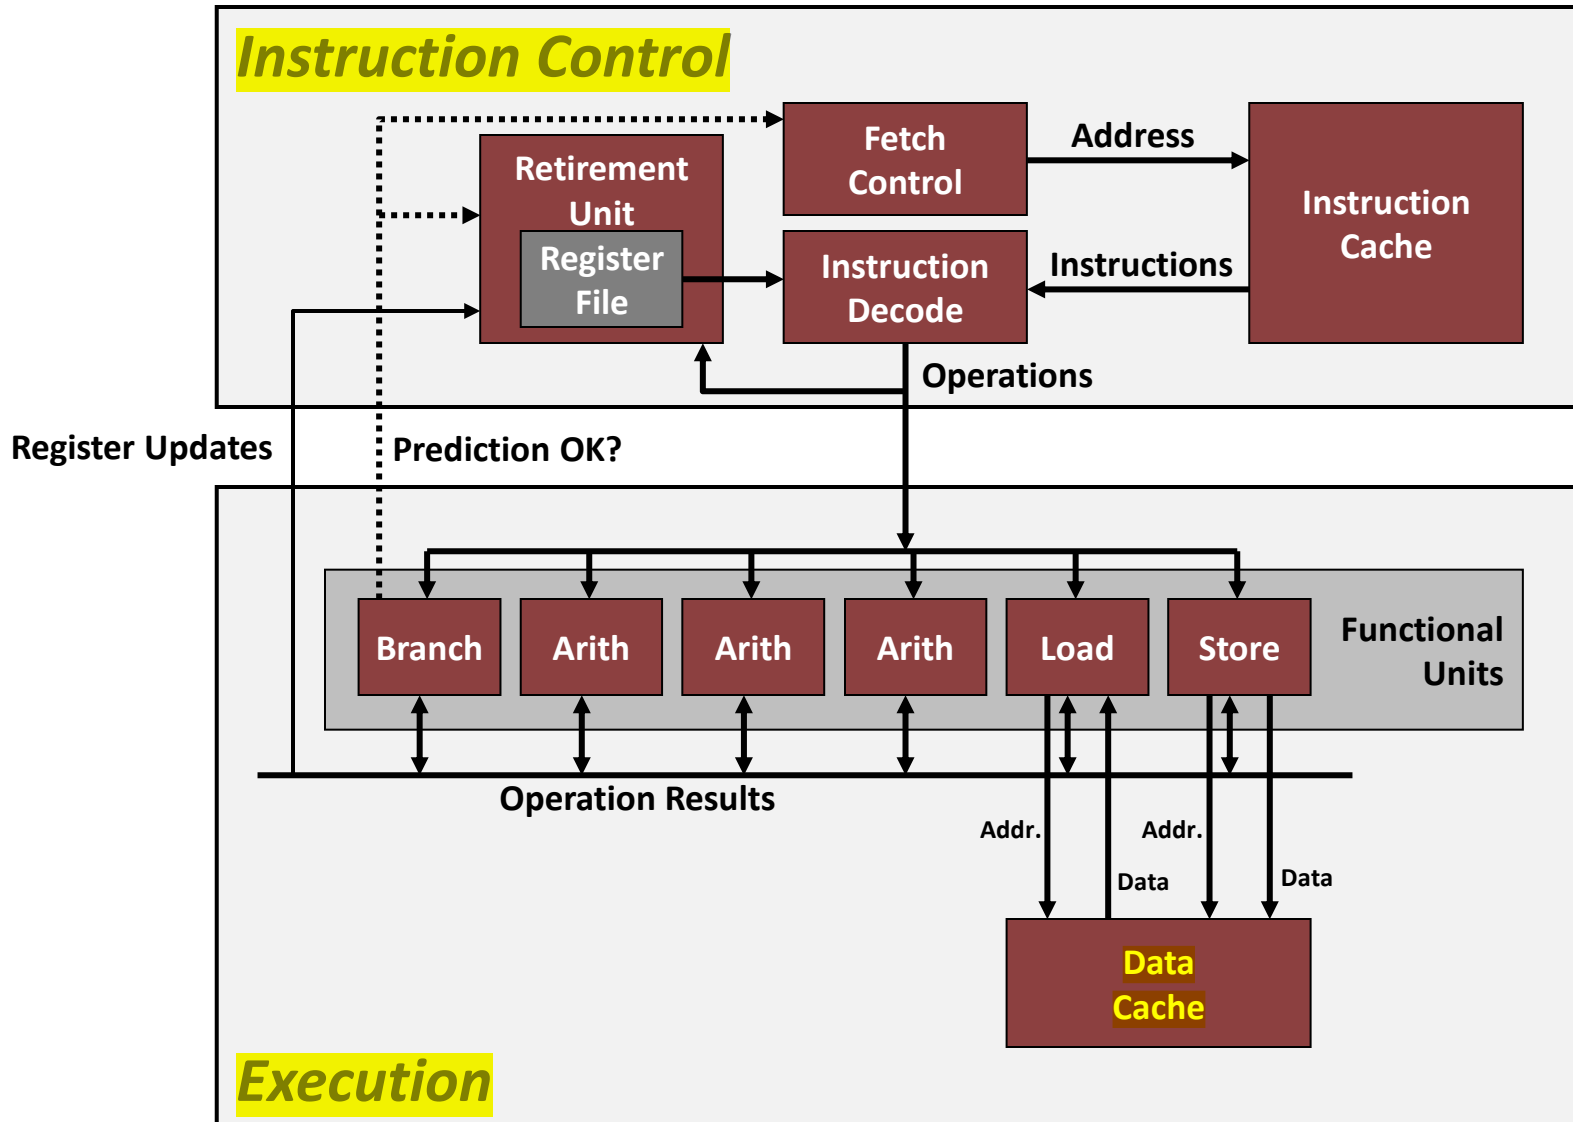 Instruction Control
Fetch
Control
Address
Instruction
Cache
Retirement
Unit
Register
File
Instruction
Decode
Instructions
Operations
Register Updates
Prediction OK?
Branch
Arith
Arith
Arith
Load
Store
Functional
Units
Operation Results
Addr.
Addr.
Data
Data
Data
Cache
Execution